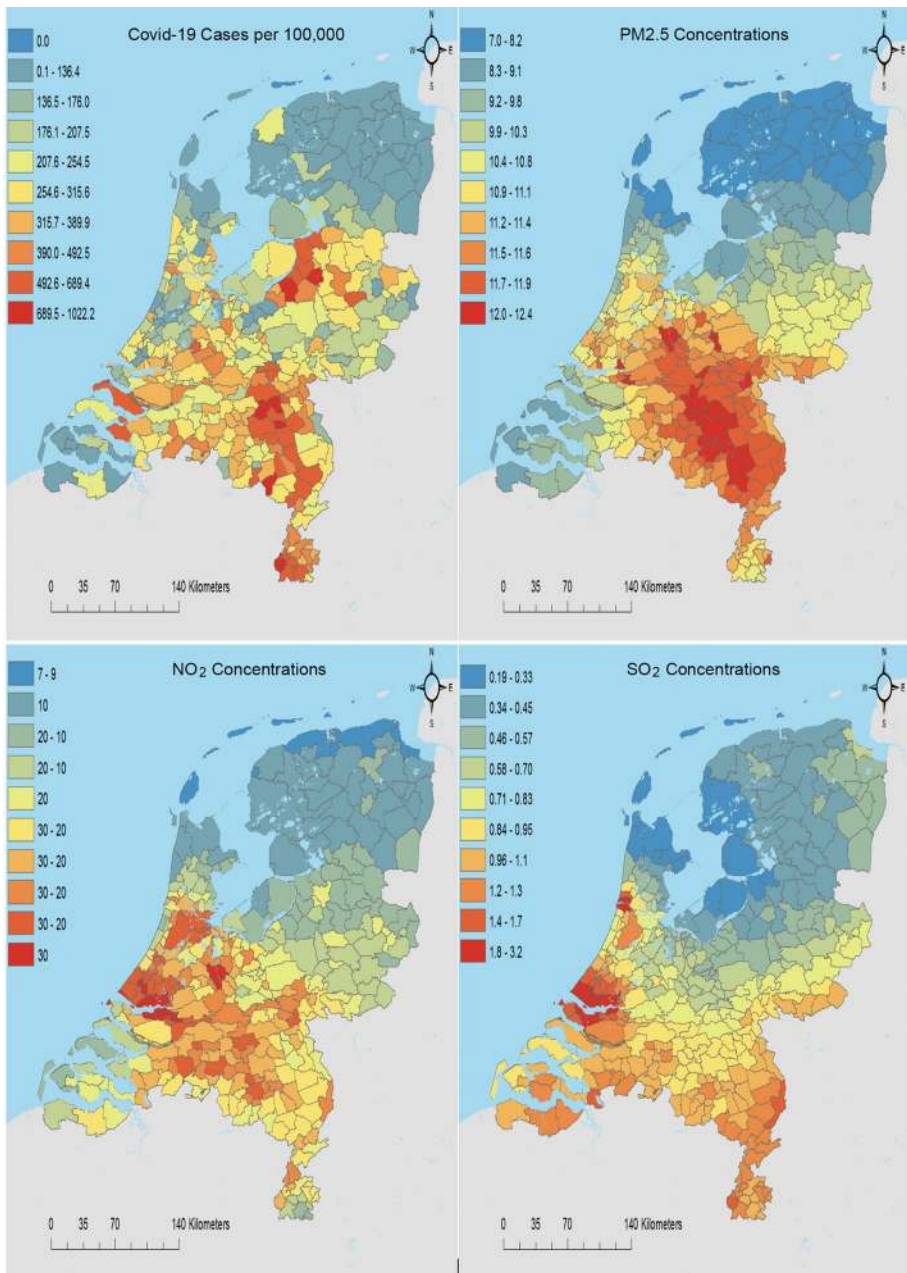 Covid-19 Cases per 100,000
0.0
0.1 - 136.4
136.5 - 176.0
176.1 - 207.5
207.6 - 254.5
254.6 - 315.6
315.7 - 389.9
390.0 - 492.5
492.6 - 689.4
689.5 - 1022.2
N
W E
S
0 35 70 140 Kilometers
PM2.5 Concentrations
7.0 - 8.2
8.3 - 9.1
9.2 - 9.8
9.9 - 10.3
10.4 - 10.8
10.9 - 11.1
11.2 - 11.4
11.5 - 11.6
11.7 - 11.9
12.0 - 12.4
N
W E
S
0 35 70 140 Kilometers
NO2 Concentrations
7 - 9
10
20 - 10
20 - 10
20
30 - 20
30 - 20
30 - 20
30 - 20
30
N
W E
S
0 35 70 140 Kilometers
SO2 Concentrations
0.19 - 0.33
0.34 - 0.45
0.46 - 0.57
0.58 - 0.70
0.71 - 0.83
0.84 - 0.95
0.96 - 1.1
1.2 - 1.3
1.4 - 1.7
1.8 - 3.2
N
W E
S
0 35 70 140 Kilometers